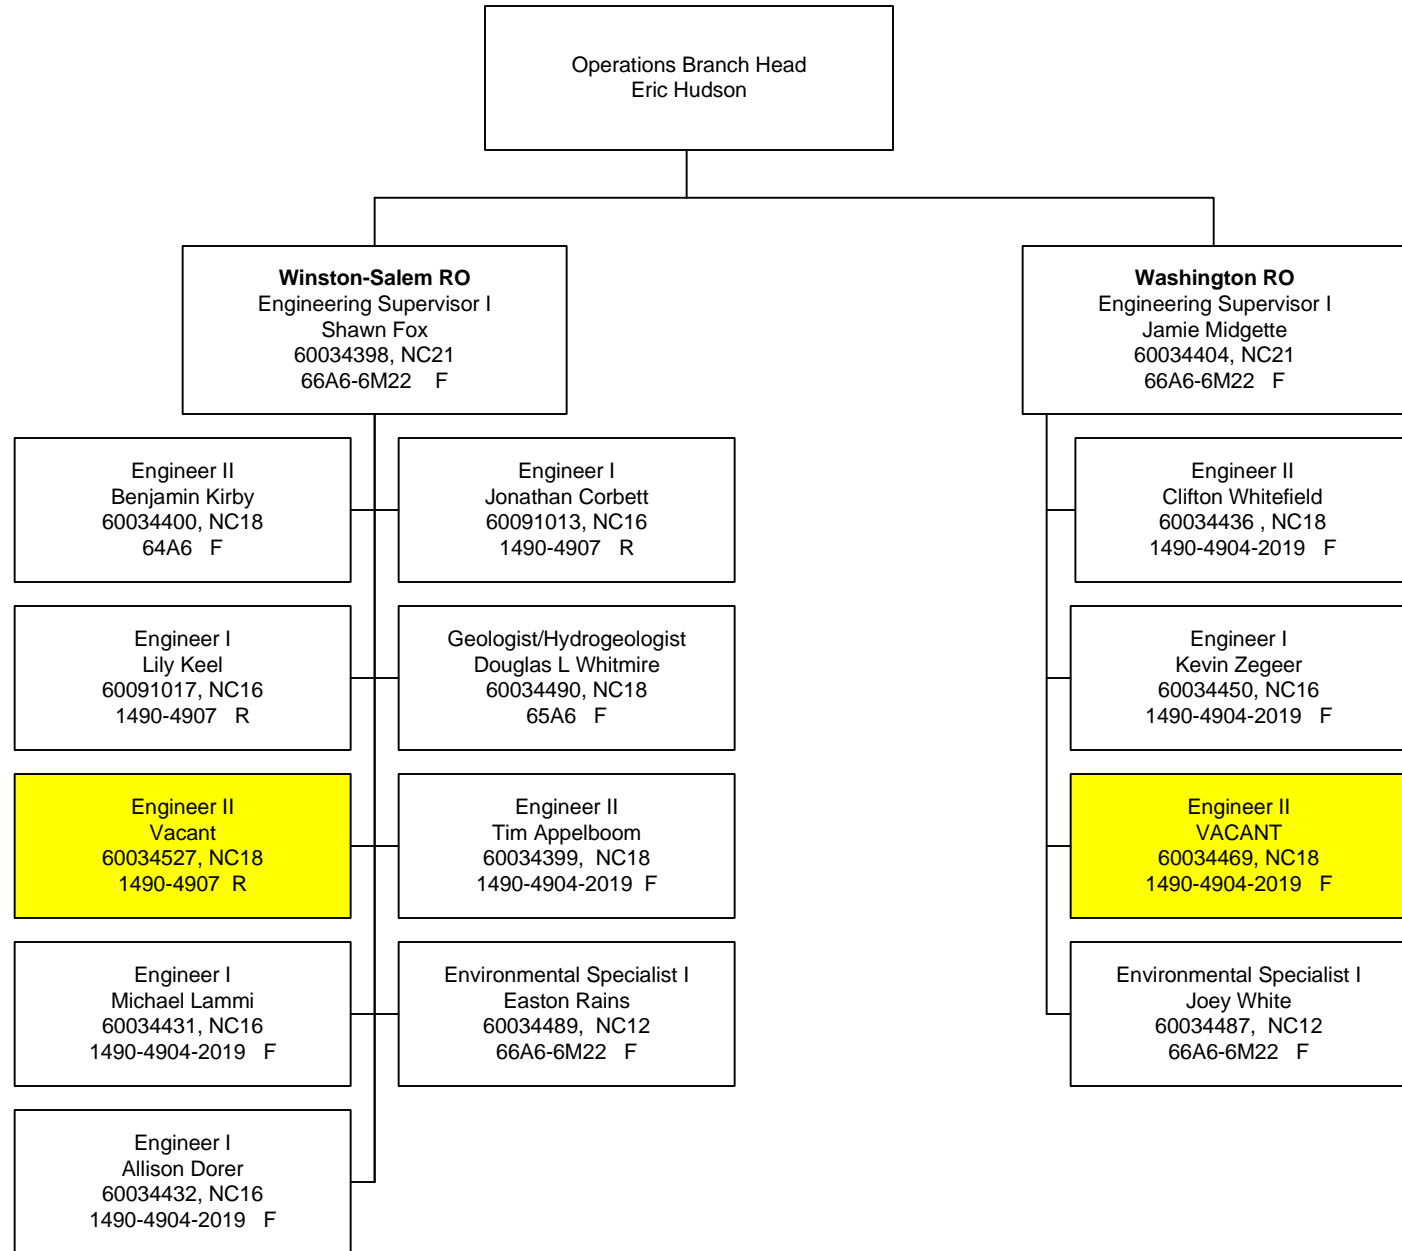 Operations Branch Head
Eric Hudson
Winston-Salem RO
Engineering Supervisor I
Shawn Fox
60034398, NC21
66A6-6M22 F
Washington RO
Engineering Supervisor I
Jamie Midgette
60034404, NC21
66A6-6M22 F
Engineer II
Benjamin Kirby
60034400, NC18
64A6 F
Engineer I
Jonathan Corbett
60091013, NC16
1490-4907 R
Engineer II
Clifton Whitefield
60034436 , NC18
1490-4904-2019 F
Engineer I
Lily Keel
60091017, NC16
1490-4907 R
Geologist/Hydrogeologist
Douglas L Whitmire
60034490, NC18
65A6 F
Engineer I
Kevin Zegeer
60034450, NC16
1490-4904-2019 F
Engineer II
Vacant
60034527, NC18
1490-4907 R
Engineer II
Tim Appelboom
60034399, NC18
1490-4904-2019 F
Engineer II
VACANT
60034469, NC18
1490-4904-2019 F
Engineer I
Michael Lammi
60034431, NC16
1490-4904-2019 F
Environmental Specialist I
Easton Rains
60034489, NC12
66A6-6M22 F
Environmental Specialist I
Joey White
60034487, NC12
66A6-6M22 F
Engineer I
Allison Dorer
60034432, NC16
1490-4904-2019 F